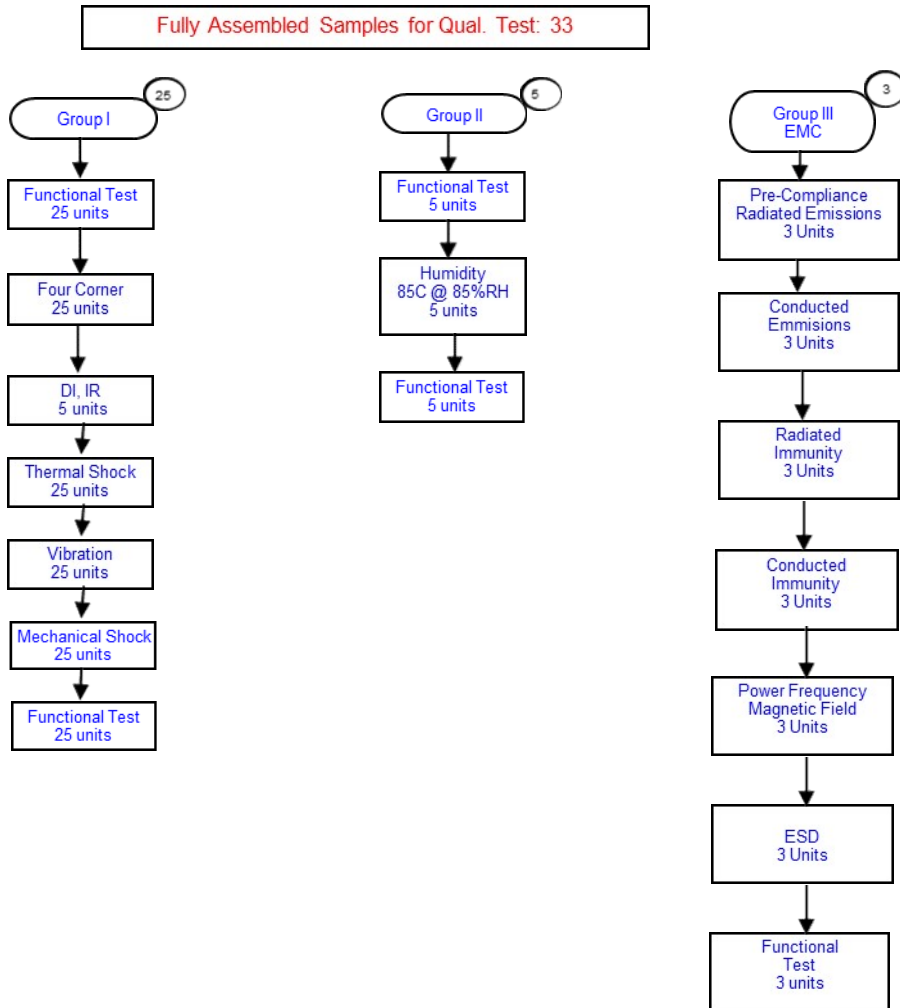 Fully Assembled Samples for Qual. Test: 33
25
Group I
Functional Test
25 units
Four Corner
25 units
DI, IR
5 units
Thermal Shock
25 units
Vibration
25 units
Mechanical Shock
25 units
Functional Test
25 units
5
Group II
Functional Test
5 units
Humidity
85C @ 85%RH
5 units
Functional Test
5 units
3
Group III
EMC
Pre-Compliance
Radiated Emissions
3 Units
Conducted
Emmisions
3 Units
Radiated
Immunity
3 Units
Conducted
Immunity
3 Units
Power Frequency
Magnetic Field
3 Units
ESD
3 Units
Functional
Test
3 units